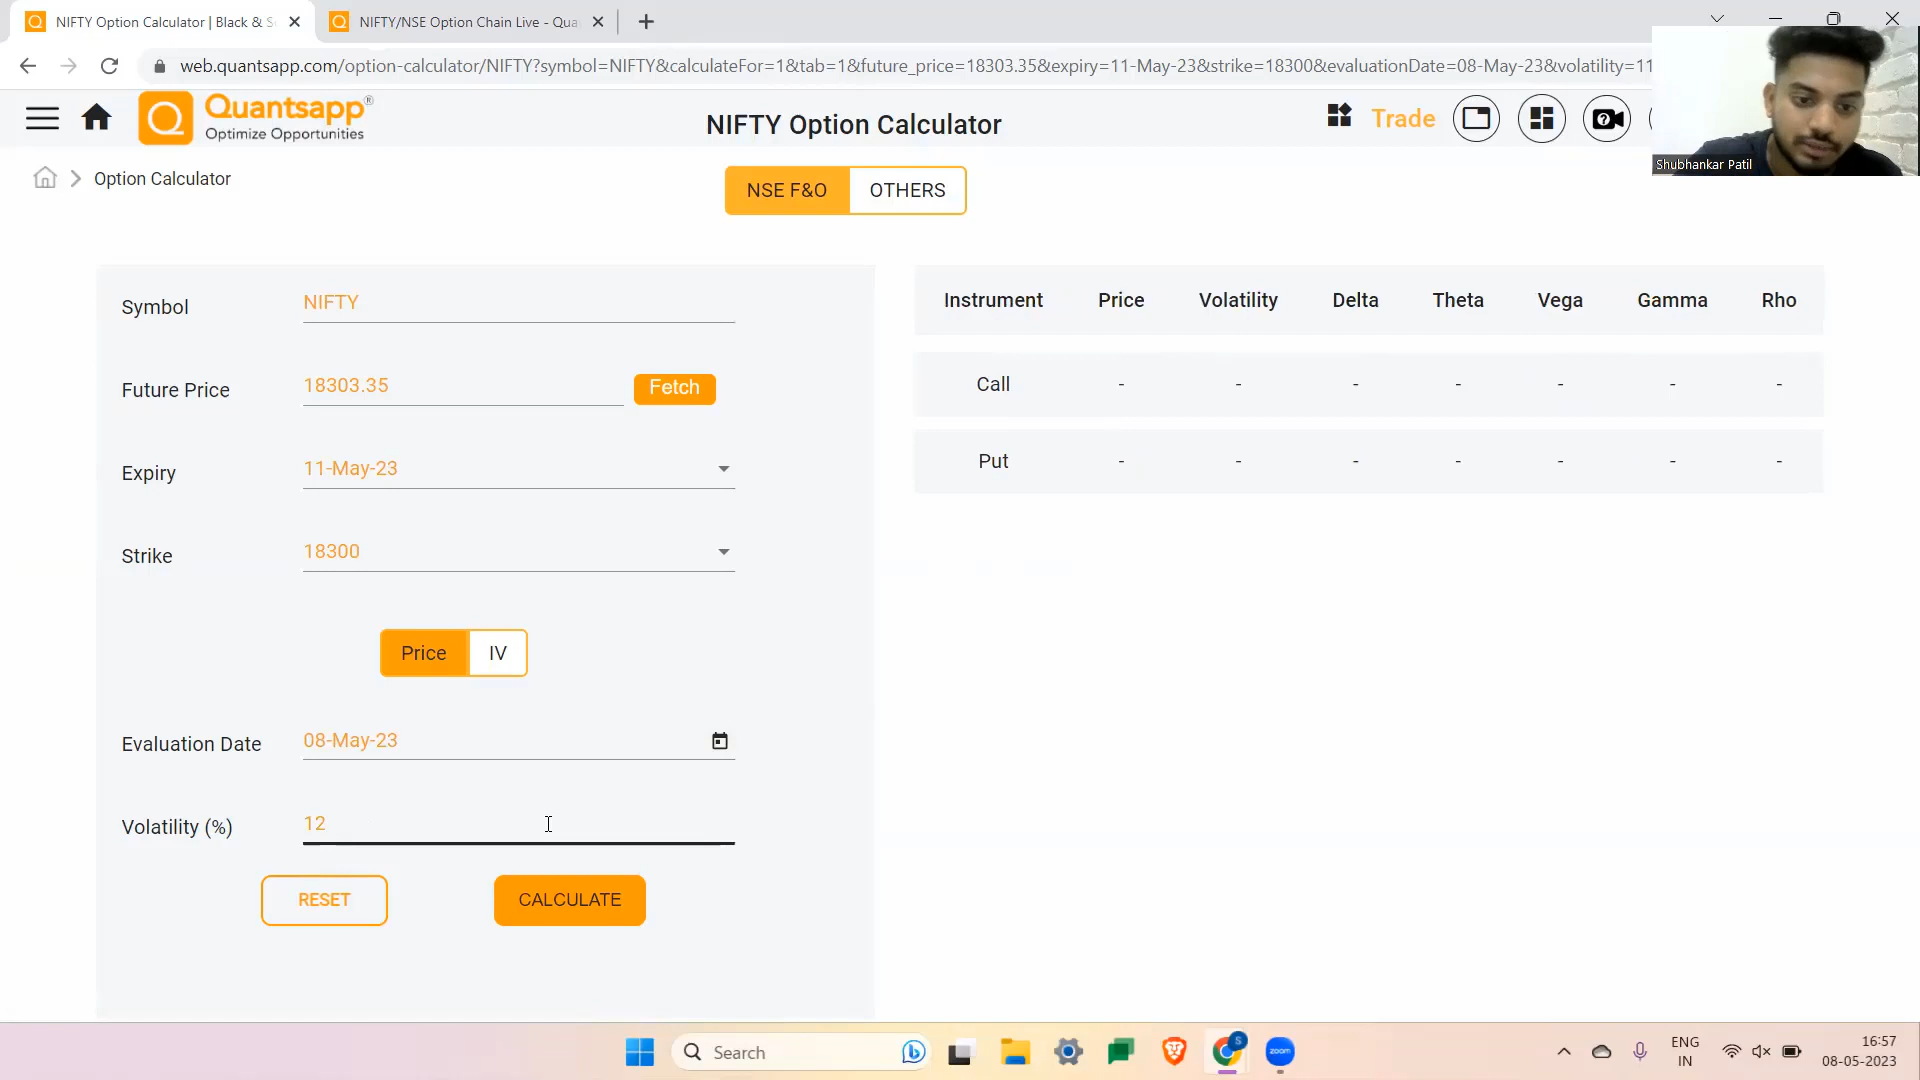 NIFTY Option Calculator | Black & S
NIFTY/NSE Option Chain Live - Qua
web.quantsapp.com/option-calculator/NIFTY?symbol=NIFTY&calculateFor=1&tab=1&future_price=18303.35&expiry=11-May-23&strike=18300&evaluationDate=08-May-23&volatility=11
Quantsapp®
Optimize Opportunities
NIFTY Option Calculator
Trade
Shubhankar Patil
Option Calculator
NSE F&O OTHERS
Symbol NIFTY
Future Price 18303.35 Fetch
Expiry 11-May-23
Strike 18300
Price IV
Evaluation Date 08-May-23
Volatility (%) 12
RESET CALCULATE
Instrument Price Volatility Delta Theta Vega Gamma Rho
Call - - - - - - -
Put - - - - - - -
Search
S
zoom
ENG
IN
16:57
08-05-2023